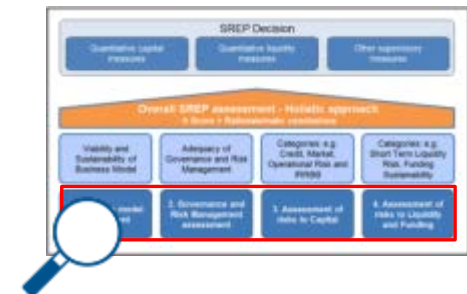 SREP Decision
Quantitative capital
measures
Quantitative liquidity
measures
Other supervisory
measures
Overall SREP assessment - Holistic approach
Viability and
Sustainability of
Business Model
Adequacy of
Governance and Risk
Management
Categories: e.g.
Credit, Market,
Operational Risk and
IRRBB
Categories: e.g.
Short Term Liquidity
Risk, Funding
Sustainability
model
2. Governance and
Risk Management
assessment
3. Assessment of
risks to Capital
4. Assessment of
risks to Liquidity
and Funding